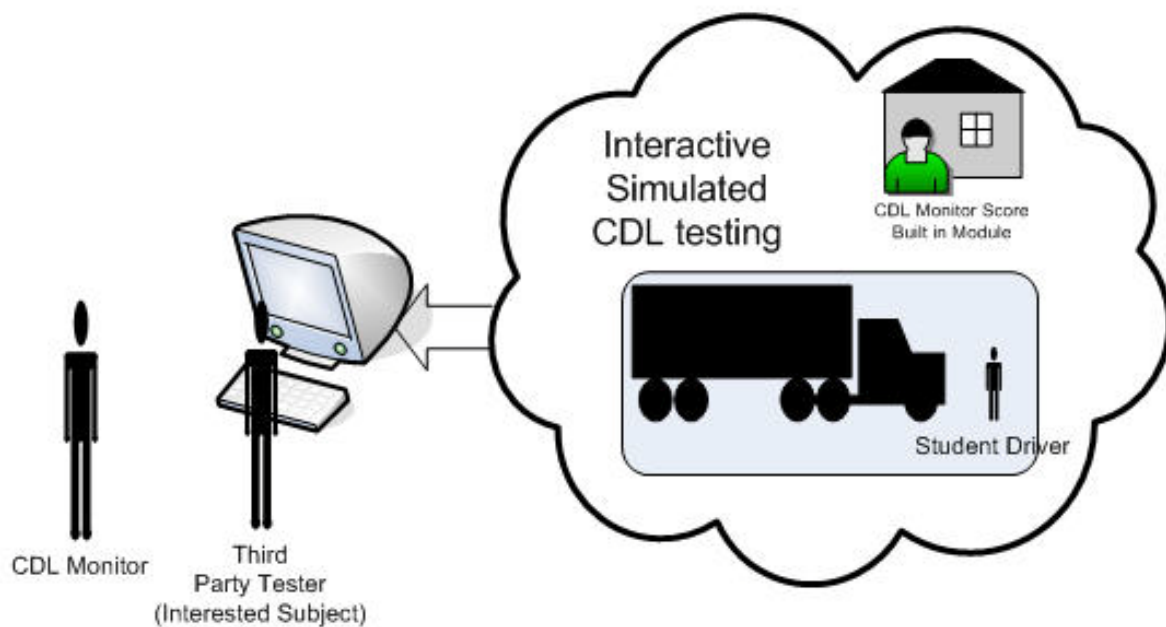 Interactive
Simulated
CDL testing
CDL Monitor Score
Built in Module
Student Driver
CDL Monitor
Third
Party Tester
(Interested Subject)